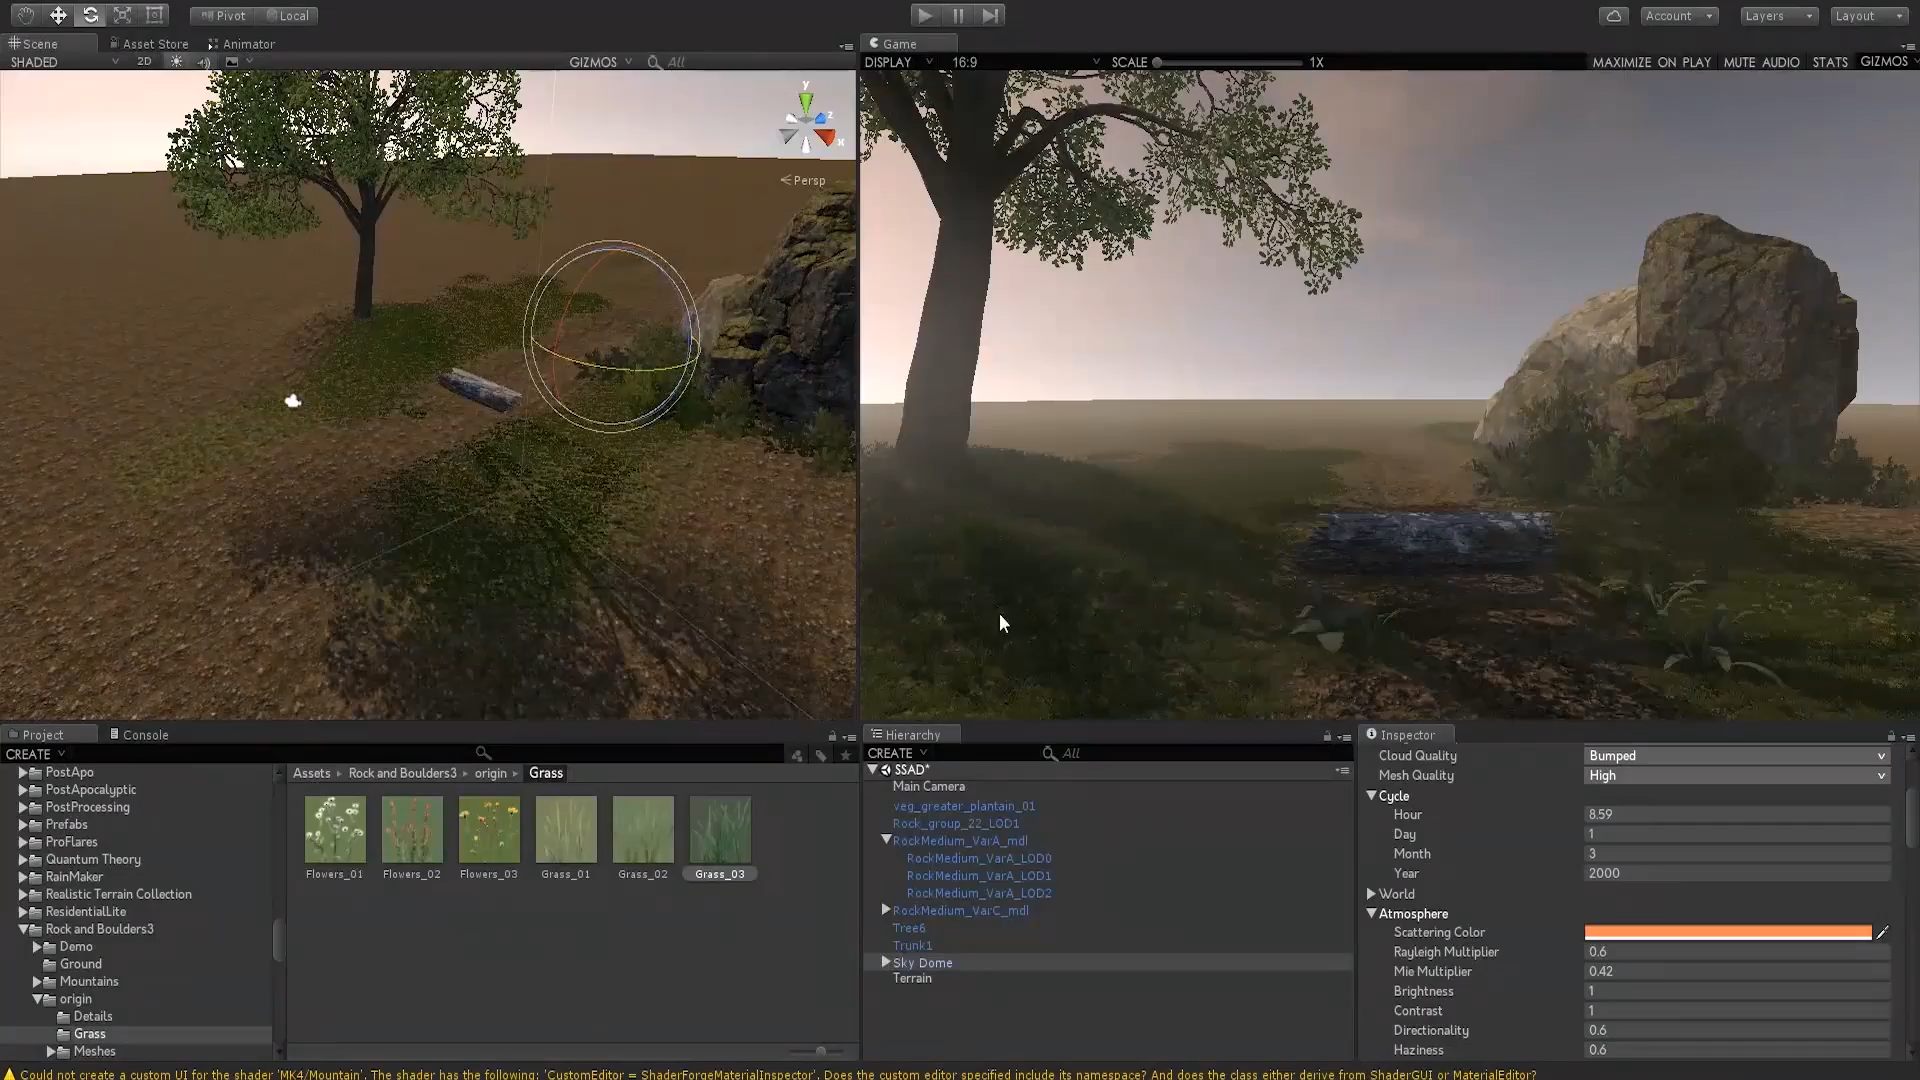 Pivot Local
Account Layers Layout
Scene Asset Store Animator
Game
SHADED 2D GIZMOS All
DISPLAY 16:9 SCALE 1X MAXIMIZE ON PLAY MUTE AUDIO STATS GIZMOS
y
z
x
Persp
Project Console
CREATE
PostApo
PostApocalyptic
PostProcessing
Prefabs
ProFlares
Quantum Theory
RainMaker
Realistic Terrain Collection
ResidentialLite
Rock and Boulders3
Demo
Ground
Mountains
origin
Details
Grass
Meshes
Assets Rock and Boulders3 origin Grass
Flowers_01 Flowers_02 Flowers_03 Grass_01 Grass_02 Grass_03
Hierarchy
CREATE All
SSAD*
Main Camera
veg_greater_plantain_01
Rock_group_22_LOD1
RockMedium_VarA_mdl
RockMedium_VarA_LOD0
RockMedium_VarA_LOD1
RockMedium_VarA_LOD2
RockMedium_VarC_mdl
Tree6
Trunk1
Sky Dome
Terrain
Inspector
Cloud Quality Bumped
Mesh Quality High
Cycle
Hour 8.59
Day 1
Month 3
Year 2000
World
Atmosphere
Scattering Color
Rayleigh Multiplier 0.6
Mie Multiplier 0.42
Brightness 1
Contrast 1
Directionality 0.6
Haziness 0.6
Could not create a custom UI for the shader 'MK4/Mountain'. The shader has the following: 'CustomEditor = ShaderForgeMaterialInspector'. Does the custom editor specified include its namespace? And does the class either derive from ShaderGUI or MaterialEditor?